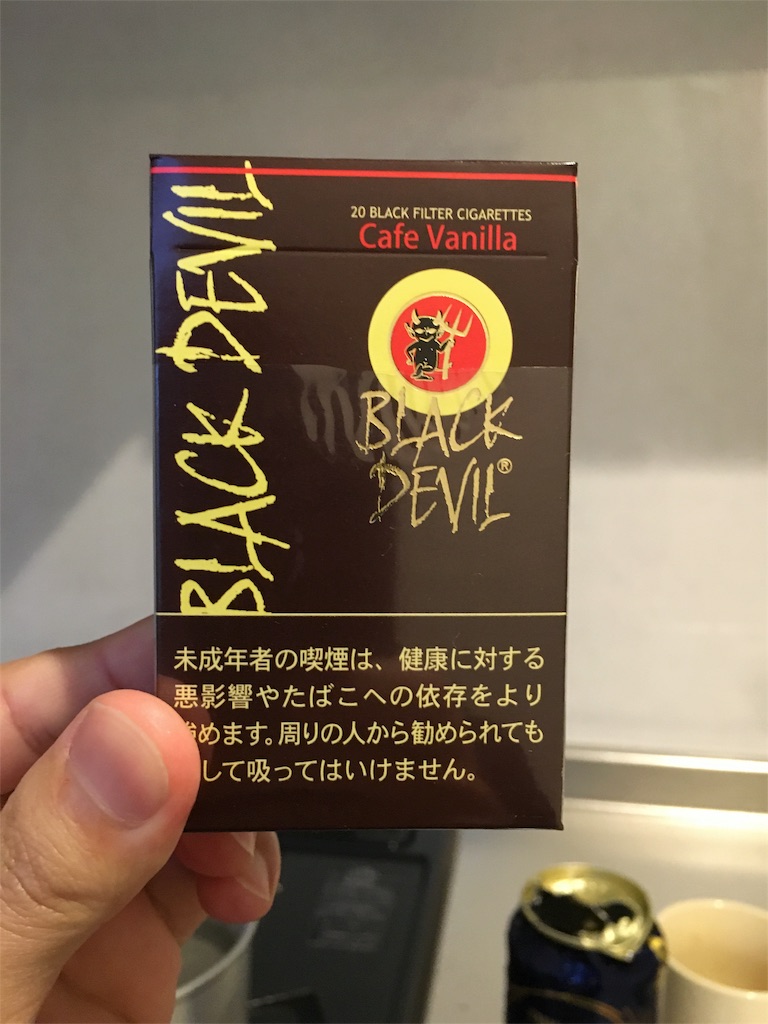 BLACK DEVIL
20 BLACK FILTER CIGARETTES
Cafe Vanilla
BLACK
DEVIL®
未成年者の喫煙は、健康に対する
悪影響やたばこへの依存をより
強めます。周りの人から勧められても
して吸ってはいけません。